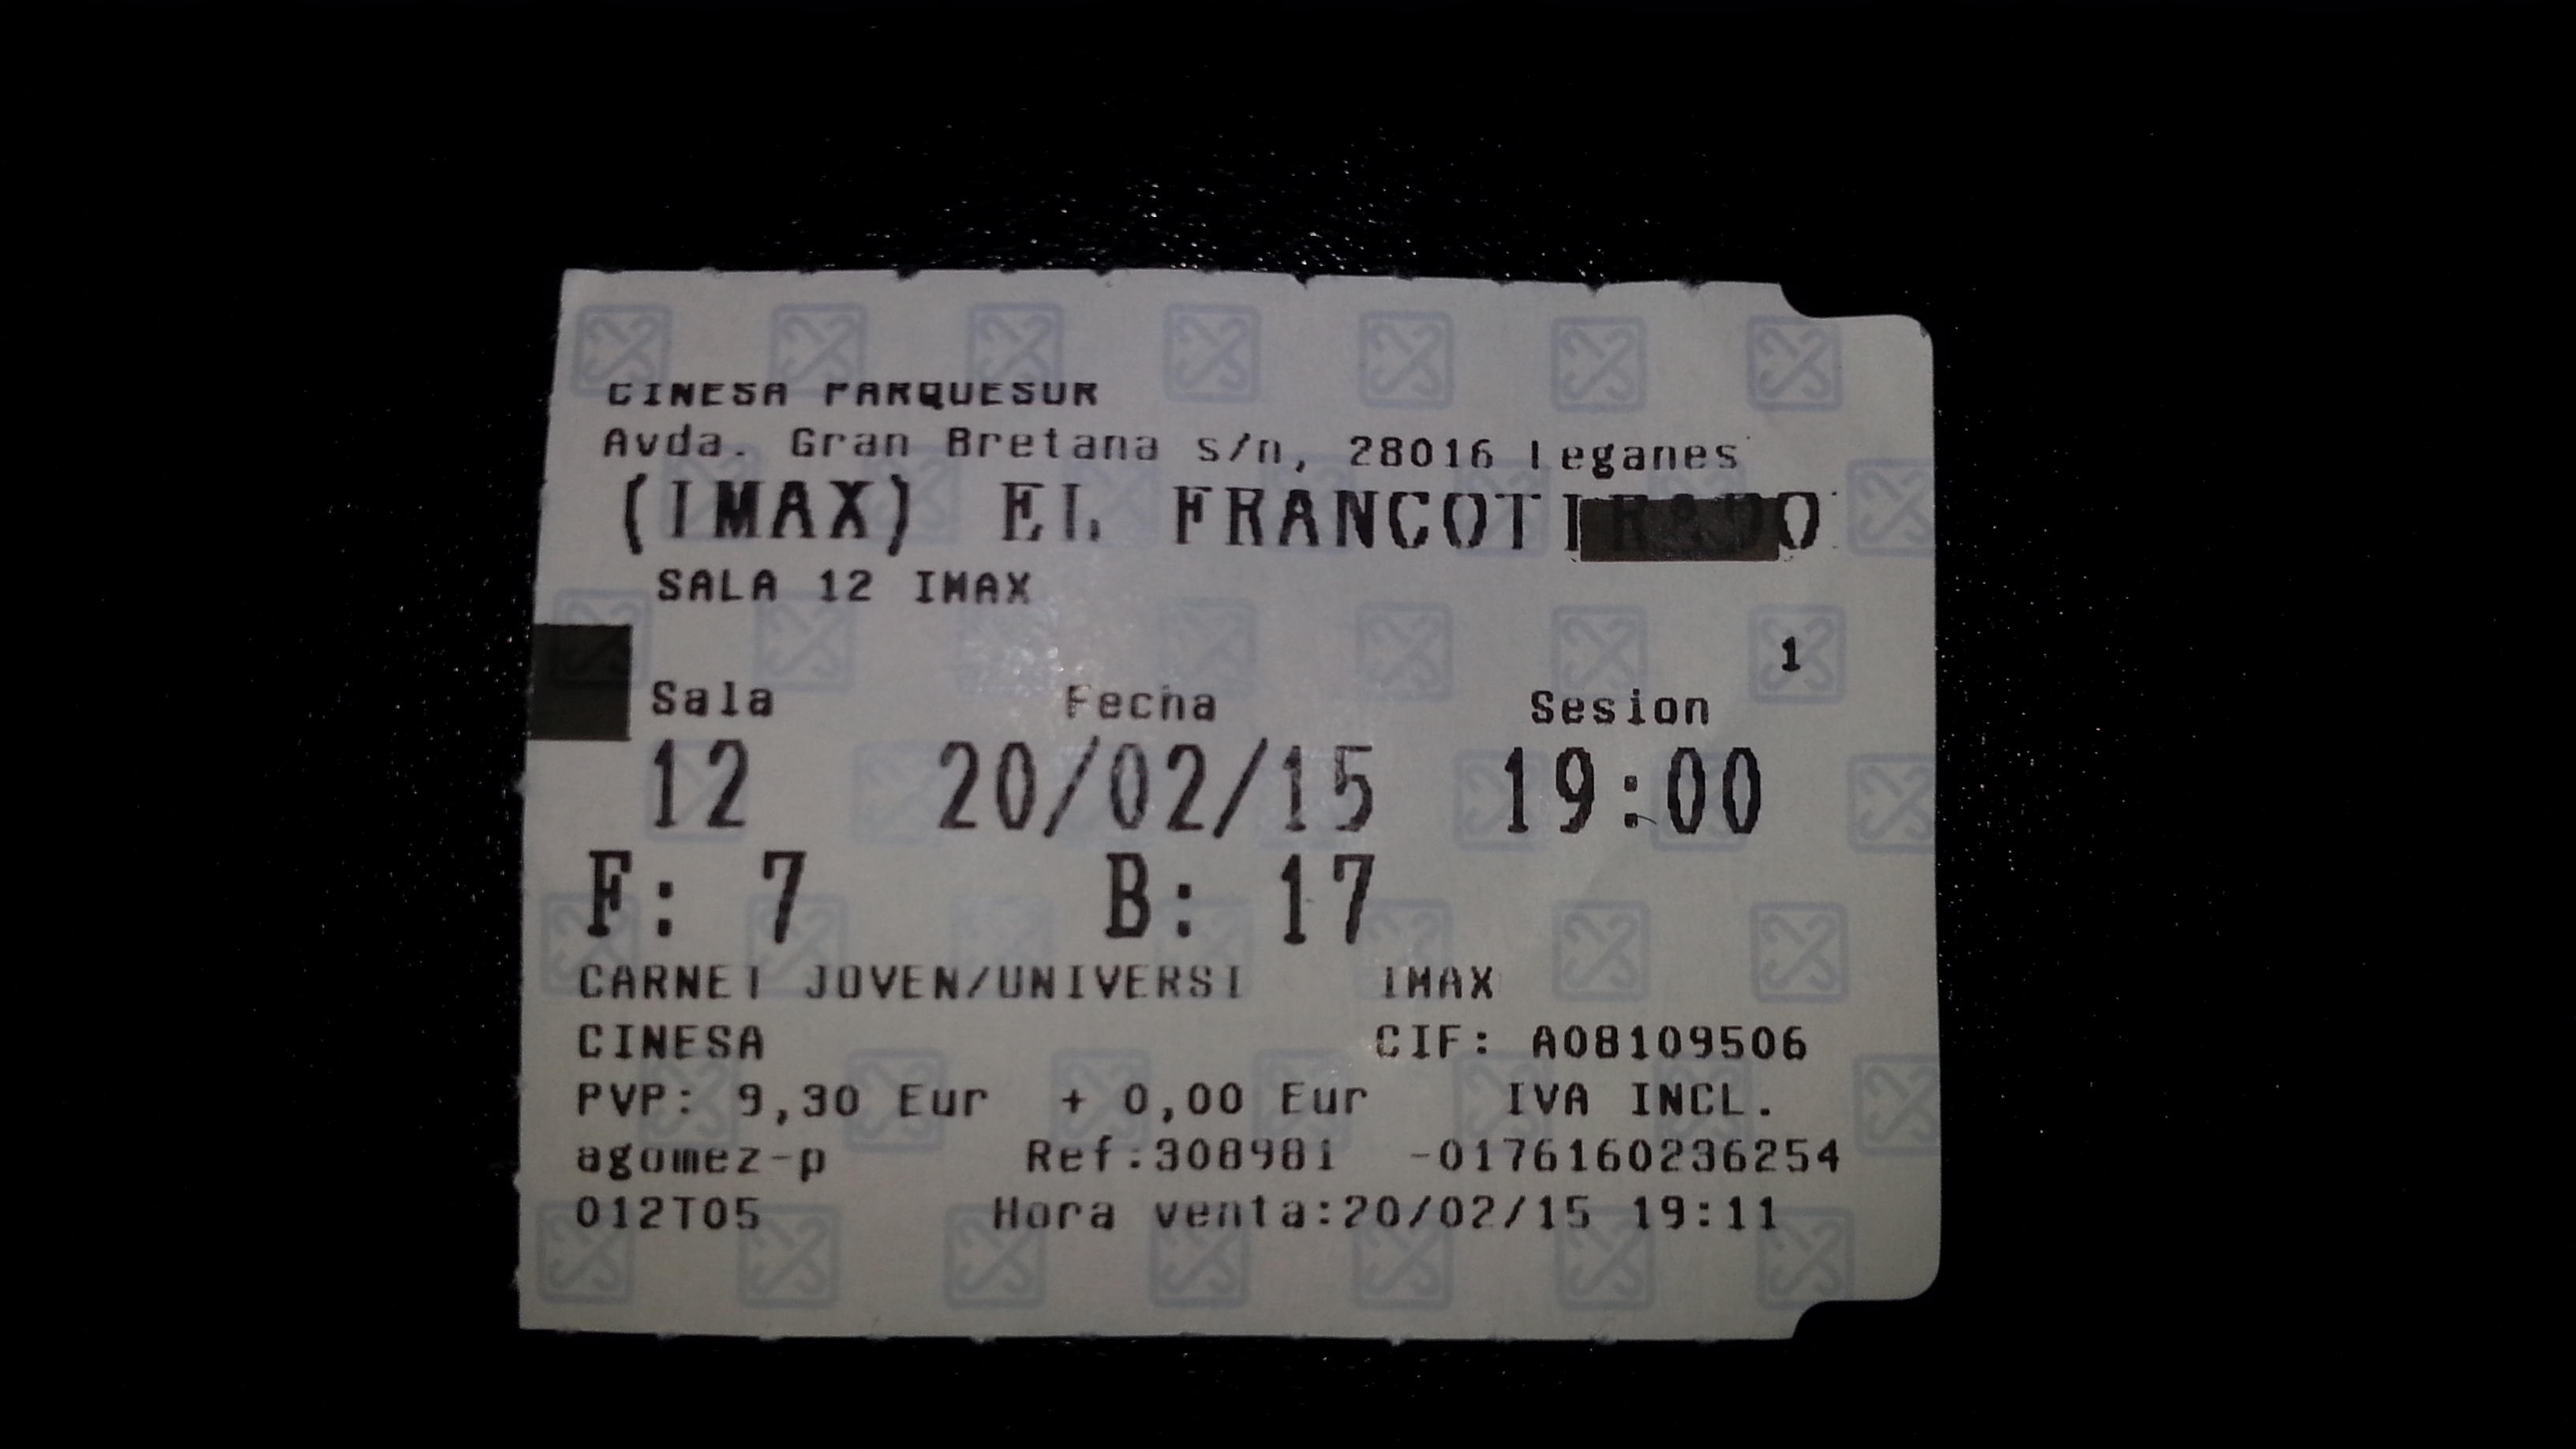 CINESA PARQUESUR
Avda. Gran Bretana s/n, 28016 Leganes
(IMAX) EL FRANCOTIRADO
SALA 12 IMAX
1
Sala Fecha Sesion
12 20/02/15 19:00
F: 7 B: 17
CARNET JOVEN/UNIVERSI IMAX
CINESA CIF: A08109506
PVP: 9,30 Eur + 0,00 Eur IVA INCL.
agomez-p Ref:308981 -0176160236254
012T05 Hora venta:20/02/15 19:11